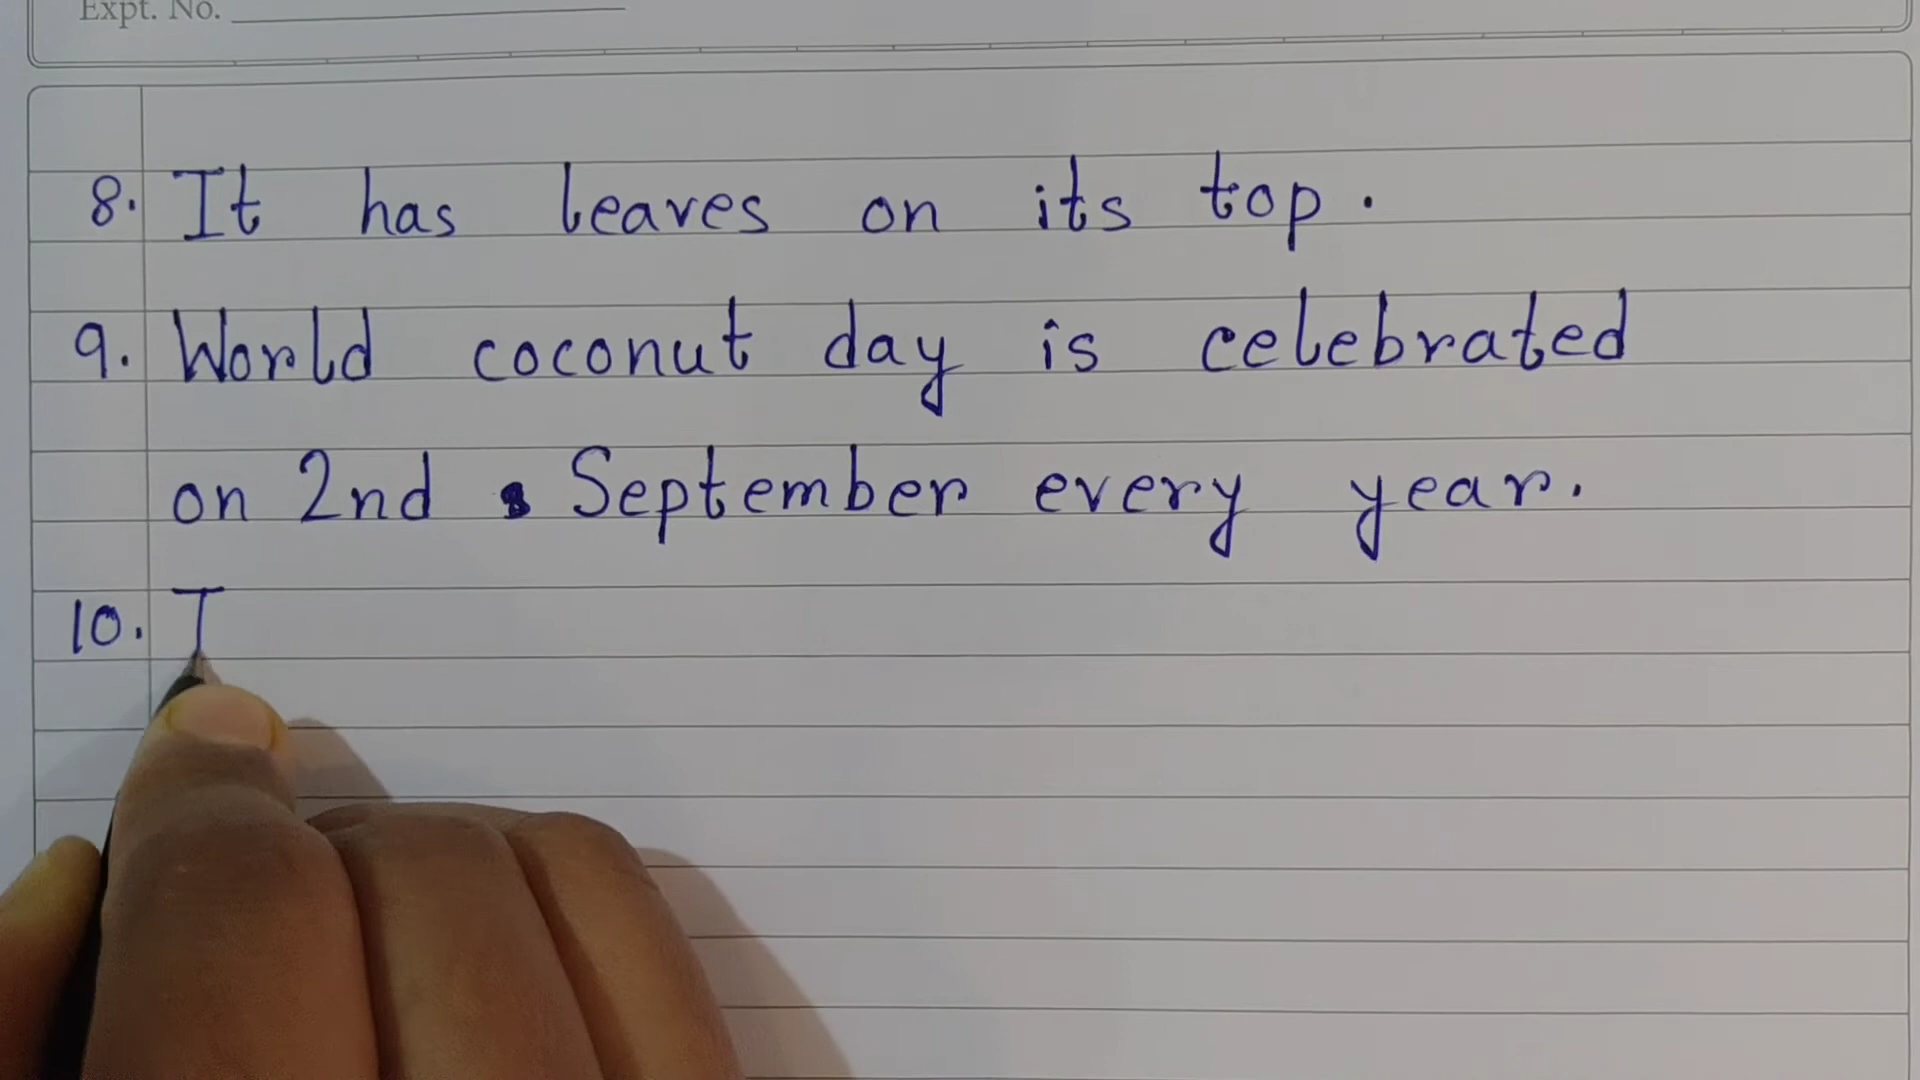 Expt. No.
8. It has leaves on its top.
9. World coconut day is celebrated
on 2nd September every year.
10. I